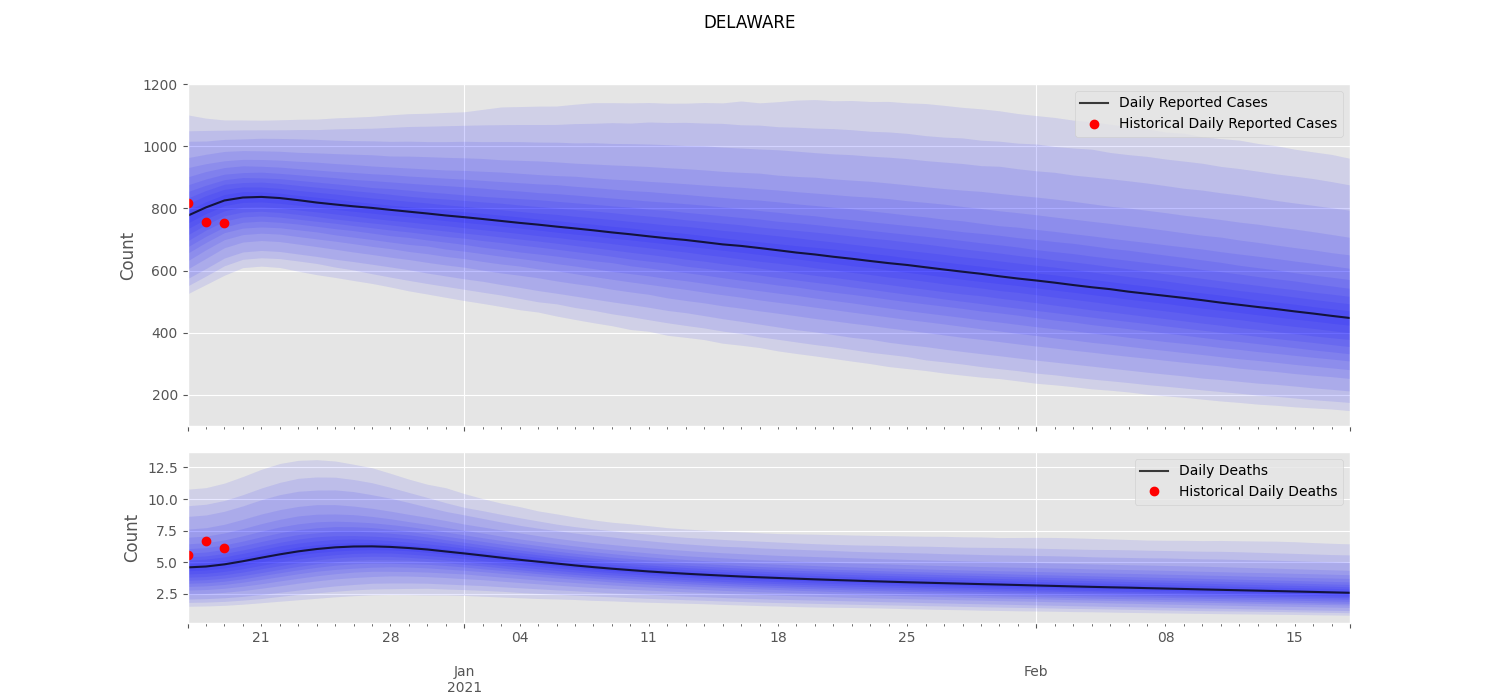 DELAWARE
1200
1000
800
600
400
200
Count
Daily Reported Cases
Historical Daily Reported Cases
12.5
10.0
7.5
5.0
2.5
Count
Daily Deaths
Historical Daily Deaths
21 28 04 11 18 25 08 15
Jan Feb
2021